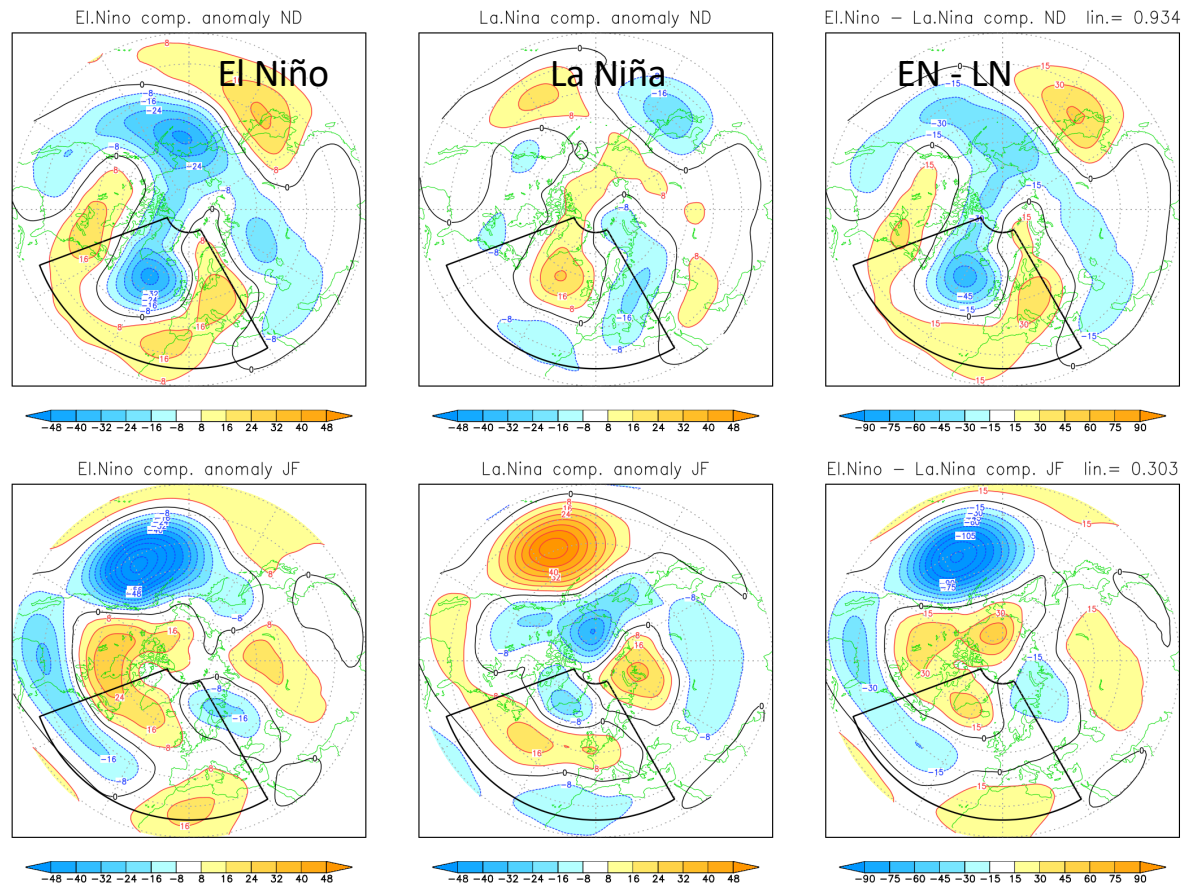 El.Nino comp. anomaly ND
La.Nina comp. anomaly ND
El.Nino – La.Nina comp. ND lin.= 0.934
El Niño
La Niña
EN - LN
-48 -40 -32 -24 -16 -8 8 16 24 32 40 48
-48 -40 -32 -24 -16 -8 8 16 24 32 40 48
-90 -75 -60 -45 -30 -15 15 30 45 60 75 90
El.Nino comp. anomaly JF
La.Nina comp. anomaly JF
El.Nino – La.Nina comp. JF lin.= 0.303
-48 -40 -32 -24 -16 -8 8 16 24 32 40 48
-48 -40 -32 -24 -16 -8 8 16 24 32 40 48
-90 -75 -60 -45 -30 -15 15 30 45 60 75 90